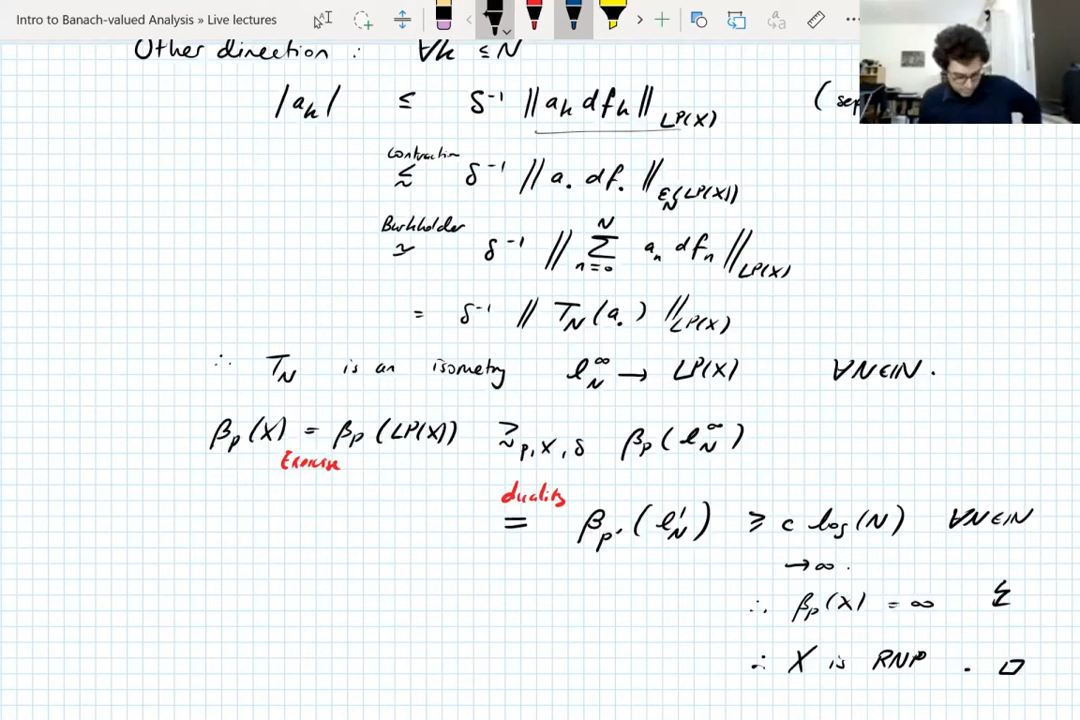 Intro to Banach-valued Analysis » Live lectures
Other direction : ∀k ≤ N
|a_k| ≤ δ⁻¹ ‖a_k df_k‖_{L^p(X)}
contraction ≲ δ⁻¹ ‖a. df.‖_{ε_N(L^p(X))}
Burkholder ≃ δ⁻¹ ‖∑_{n=0}^{N} a_n df_n‖_{L^p(X)}
= δ⁻¹ ‖T_N(a.)‖_{L^p(X)}
∴ T_N is an isometry ℓ^∞_N → L^p(X) ∀N∈ℕ.
β_p(X) = β_p(L^p(X)) ≳_{p,X,δ} β_p(ℓ^∞_N)
Exercise
duality
= β_{p'}(ℓ^1_N) ≥ c log(N) ∀N∈ℕ
→ ∞.
∴ β_p(X) = ∞ ↯
∴ X is RNP. □